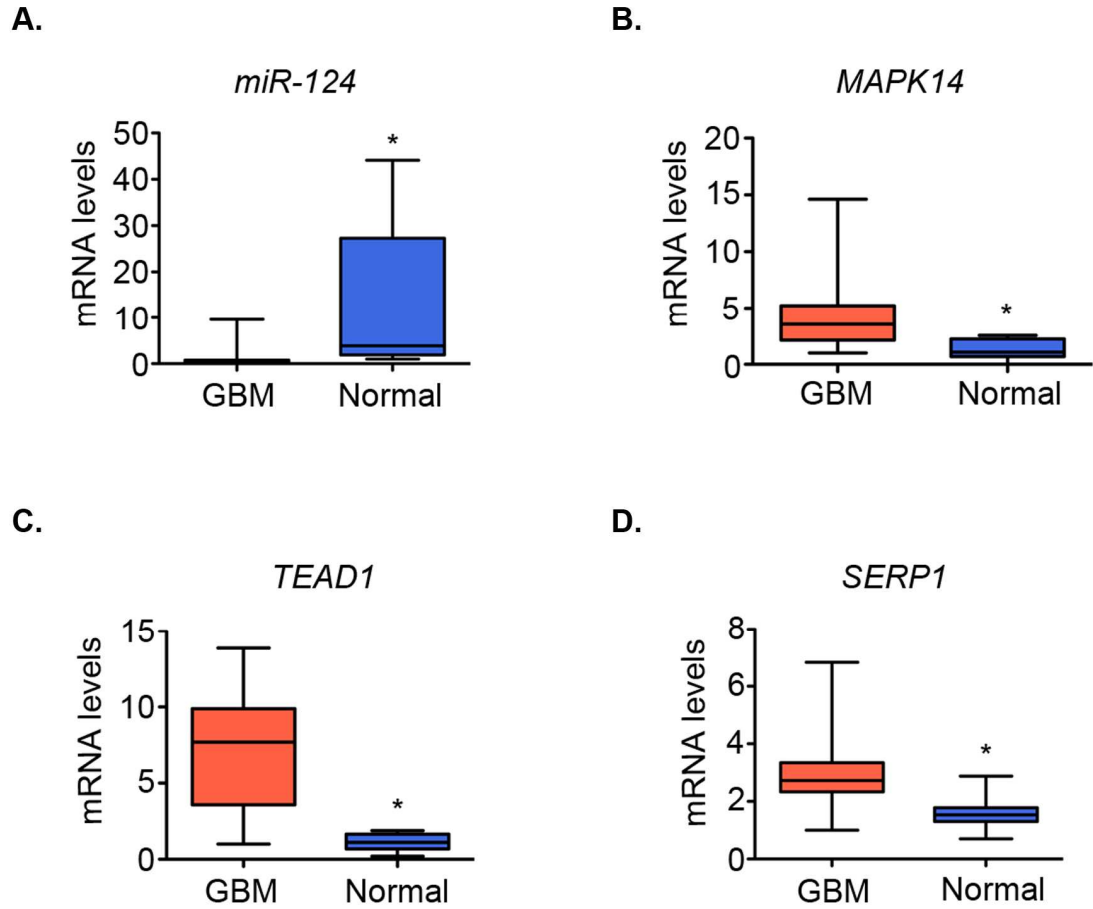 A.
miR-124
mRNA levels
50
40
30
20
10
0
*
GBM Normal
B.
MAPK14
mRNA levels
20
15
10
5
0
*
GBM Normal
C.
TEAD1
mRNA levels
15
10
5
0
*
GBM Normal
D.
SERP1
mRNA levels
8
6
4
2
0
*
GBM Normal